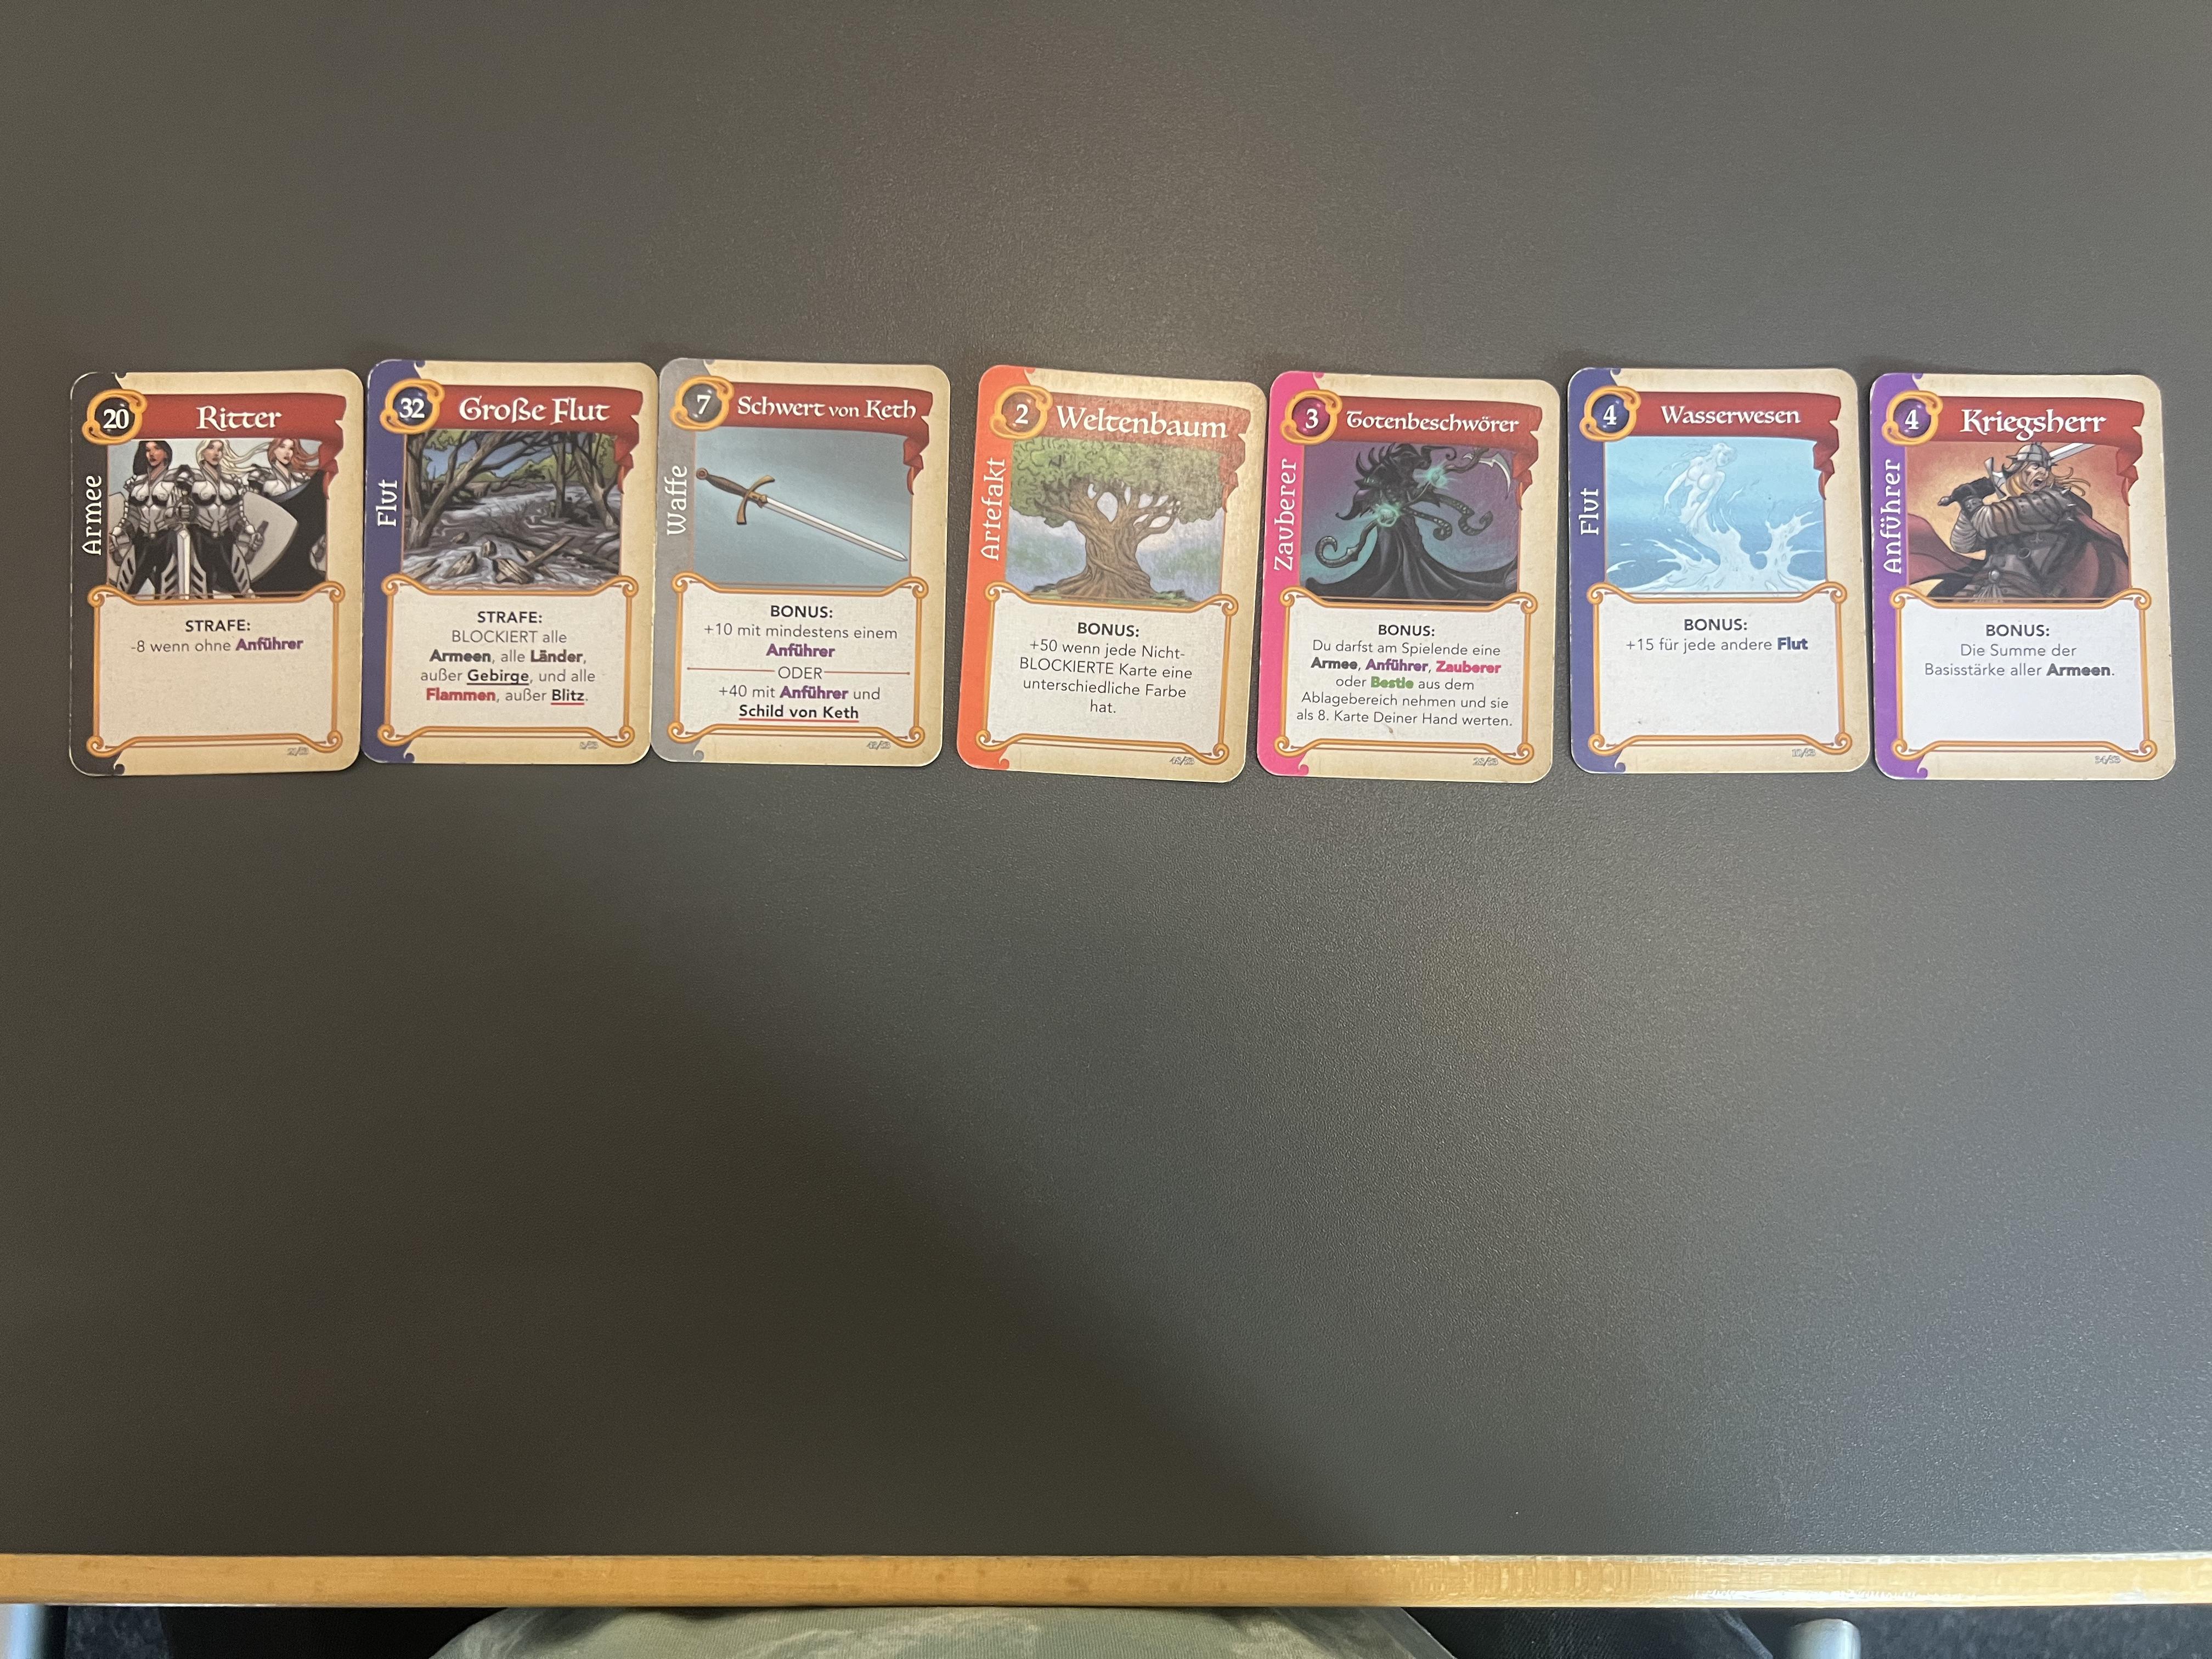 20
Ritter
Armee
STRAFE:
-8 wenn ohne Anführer
32
Große Flut
Flut
STRAFE:
BLOCKIERT alle
Armeen, alle Länder,
außer Gebirge, und alle
Flammen, außer Blitz.
7
Schwert von Keth
Waffe
BONUS:
+10 mit mindestens einem
Anführer
ODER
+40 mit Anführer und
Schild von Keth
2
Weltenbaum
Artefakt
BONUS:
+50 wenn jede Nicht-
BLOCKIERTE Karte eine
unterschiedliche Farbe
hat.
3
Totenbeschwörer
Zauberer
BONUS:
Du darfst am Spielende eine
Armee, Anführer, Zauberer
oder Bestie aus dem
Ablagebereich nehmen und sie
als 8. Karte Deiner Hand werten.
4
Wasserwesen
Flut
BONUS:
+15 für jede andere Flut
4
Kriegsherr
Anführer
BONUS:
Die Summe der
Basisstärke aller Armeen.